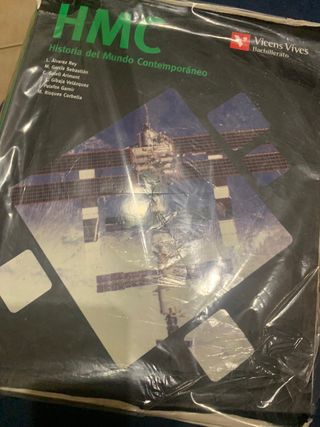 HMC
Vicens Vives
Bachillerato
Historia del Mundo Contemporáneo
L. Álvarez Rey
M. García Sebastián
C. Gatell Arimont
J. Gibaja Velázquez
J. Palafox Gamir
M. Risques Corbella